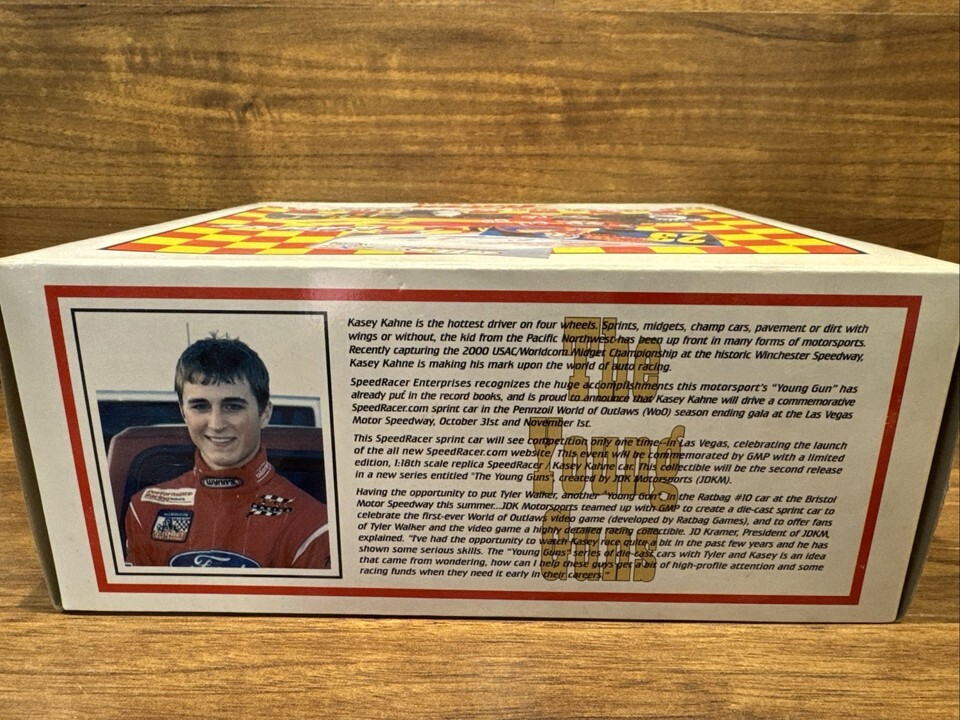 23
Kasey Kahne is the hottest driver on four wheels. Sprints, midgets, champ cars, pavement or dirt with
wings or without, the kid from the Pacific Northwest has been up front in many forms of motorsports.
Recently capturing the 2000 USAC/Worldcom Midget Championship at the historic Winchester Speedway,
Kasey Kahne is making his mark upon the world of auto racing.
SpeedRacer Enterprises recognizes the huge accomplishments this motorsport's "Young Gun" has
already put in the record books, and is proud to announce that Kasey Kahne will drive a commemorative
SpeedRacer.com sprint car in the Pennzoil World of Outlaws (WoO) season ending gala at the Las Vegas
Motor Speedway, October 31st and November 1st.
This SpeedRacer sprint car will see competition only one time-in Las Vegas, celebrating the launch
of the all new SpeedRacer.com website. This event will be commemorated by GMP with a limited
edition, 1:18th scale replica SpeedRacer / Kasey Kahne car. This collectible will be the second release
in a new series entitled "The Young Guns", created by JDK Motorsports (JDKM).
Having the opportunity to put Tyler Walker, another "Young Gun", in the Ratbag #10 car at the Bristol
Motor Speedway this summer...JDK Motorsports teamed up with GMP to create a die-cast sprint car to
celebrate the first-ever World of Outlaws video game (developed by Ratbag Games), and to offer fans
of Tyler Walker and the video game a highly detailed racing collectible. JD Kramer, President of JDKM,
explained. "I've had the opportunity to watch Kasey race quite a bit in the past few years and he has
shown some serious skills. The "Young Guns" series of die-cast cars with Tyler and Kasey is an idea
that came from wondering, how can I help these guys get a bit of high-profile attention and some
racing funds when they need it early in their careers.
The
Young
Guns
Performance
Ford